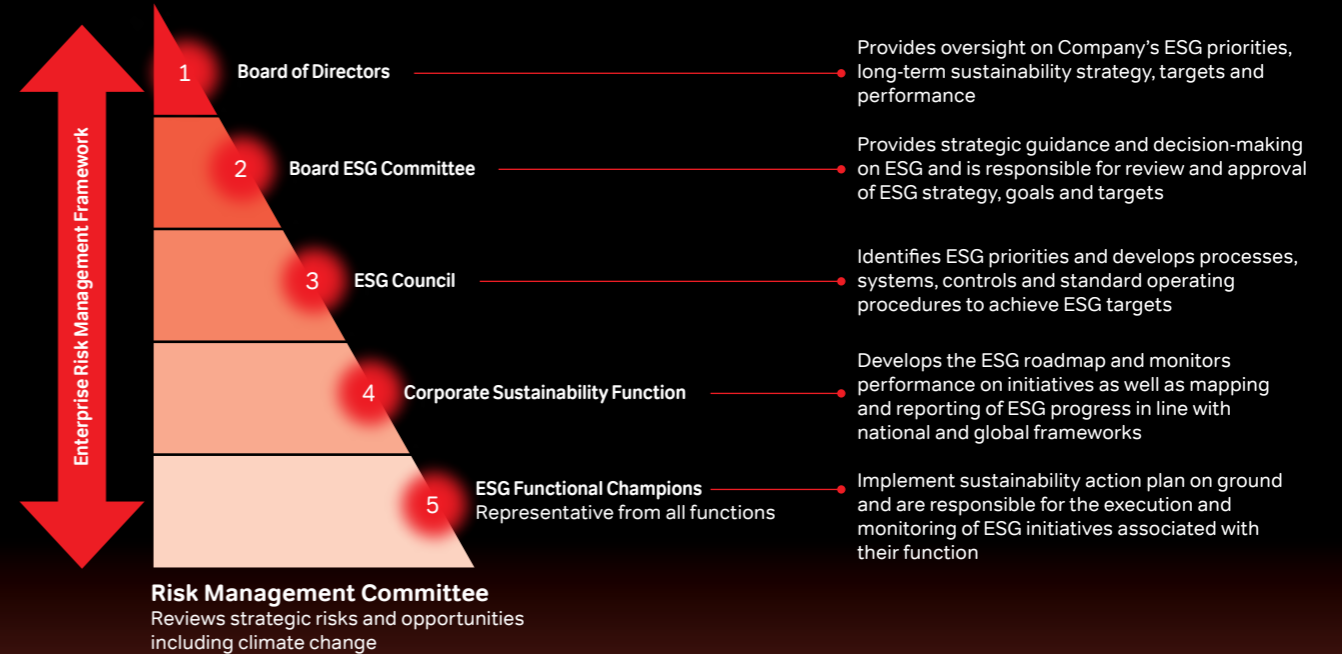 Enterprise Risk Management Framework
1
Board of Directors
Provides oversight on Company’s ESG priorities,
long-term sustainability strategy, targets and
performance
2
Board ESG Committee
Provides strategic guidance and decision-making
on ESG and is responsible for review and approval
of ESG strategy, goals and targets
3
ESG Council
Identifies ESG priorities and develops processes,
systems, controls and standard operating
procedures to achieve ESG targets
4
Corporate Sustainability Function
Develops the ESG roadmap and monitors
performance on initiatives as well as mapping
and reporting of ESG progress in line with
national and global frameworks
5
ESG Functional Champions
Representative from all functions
Implement sustainability action plan on ground
and are responsible for the execution and
monitoring of ESG initiatives associated with
their function
Risk Management Committee
Reviews strategic risks and opportunities
including climate change